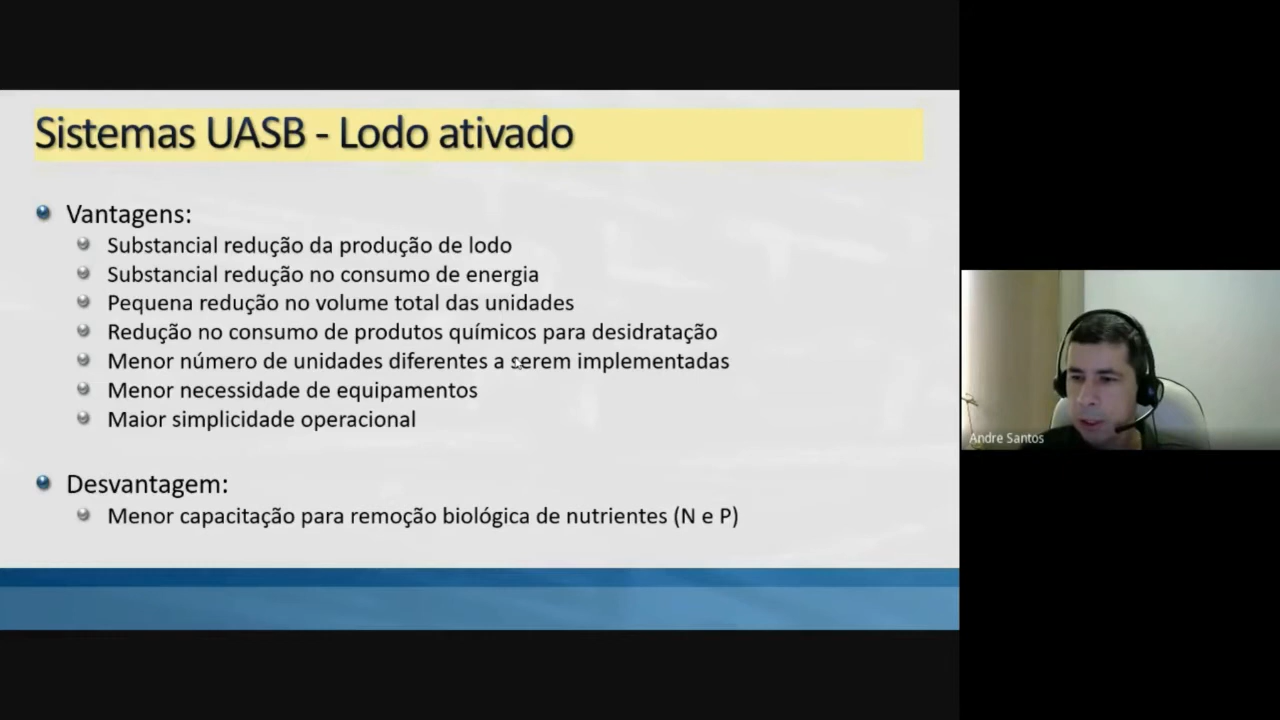 Sistemas UASB - Lodo ativado
Vantagens:
Substancial redução da produção de lodo
Substancial redução no consumo de energia
Pequena redução no volume total das unidades
Redução no consumo de produtos químicos para desidratação
Menor número de unidades diferentes a serem implementadas
Menor necessidade de equipamentos
Maior simplicidade operacional
Desvantagem:
Menor capacitação para remoção biológica de nutrientes (N e P)
Andre Santos